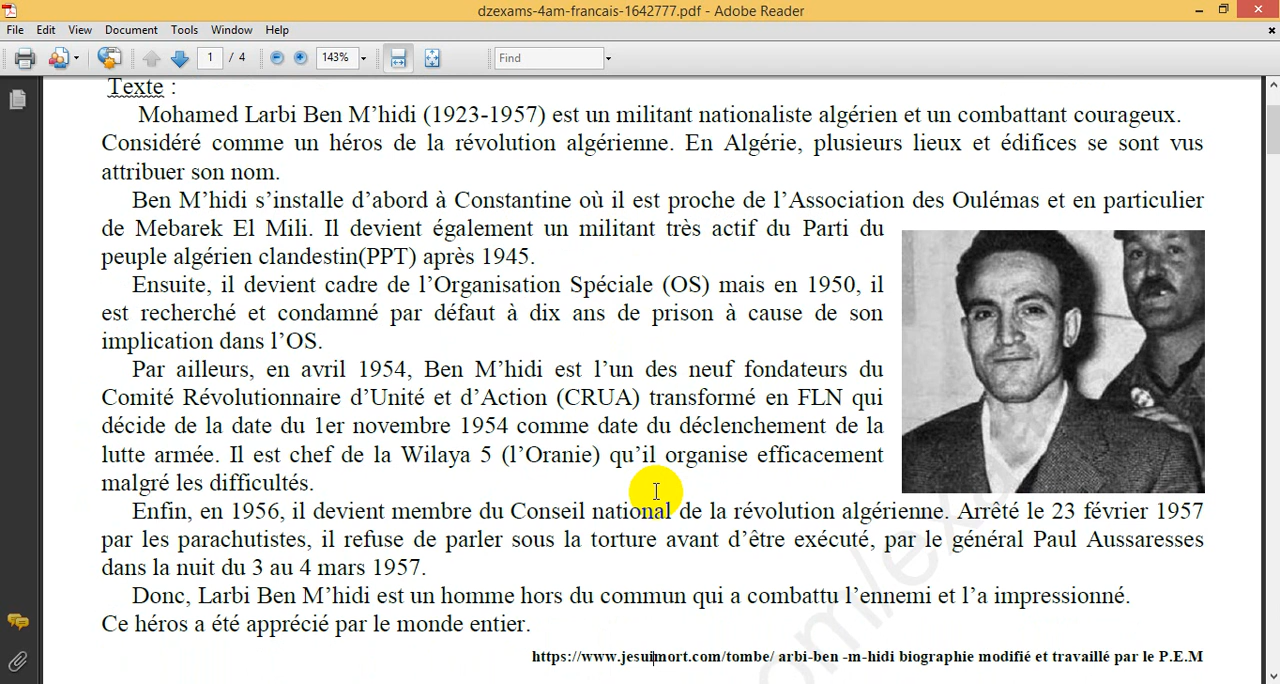 dzexams-4am-francais-1642777.pdf - Adobe Reader
File Edit View Document Tools Window Help
1 / 4 143% Find
Texte :
Mohamed Larbi Ben M’hidi (1923-1957) est un militant nationaliste algérien et un combattant courageux.
Considéré comme un héros de la révolution algérienne. En Algérie, plusieurs lieux et édifices se sont vus
attribuer son nom.
Ben M’hidi s’installe d’abord à Constantine où il est proche de l’Association des Oulémas et en particulier
de Mebarek El Mili. Il devient également un militant très actif du Parti du
peuple algérien clandestin(PPT) après 1945.
Ensuite, il devient cadre de l’Organisation Spéciale (OS) mais en 1950, il
est recherché et condamné par défaut à dix ans de prison à cause de son
implication dans l’OS.
Par ailleurs, en avril 1954, Ben M’hidi est l’un des neuf fondateurs du
Comité Révolutionnaire d’Unité et d’Action (CRUA) transformé en FLN qui
décide de la date du 1er novembre 1954 comme date du déclenchement de la
lutte armée. Il est chef de la Wilaya 5 (l’Oranie) qu’il organise efficacement
malgré les difficultés.
Enfin, en 1956, il devient membre du Conseil national de la révolution algérienne. Arrêté le 23 février 1957
par les parachutistes, il refuse de parler sous la torture avant d’être exécuté, par le général Paul Aussaresses
dans la nuit du 3 au 4 mars 1957.
Donc, Larbi Ben M’hidi est un homme hors du commun qui a combattu l’ennemi et l’a impressionné.
Ce héros a été apprécié par le monde entier.
https://www.jesuimort.com/tombe/ arbi-ben -m-hidi biographie modifié et travaillé par le P.E.M